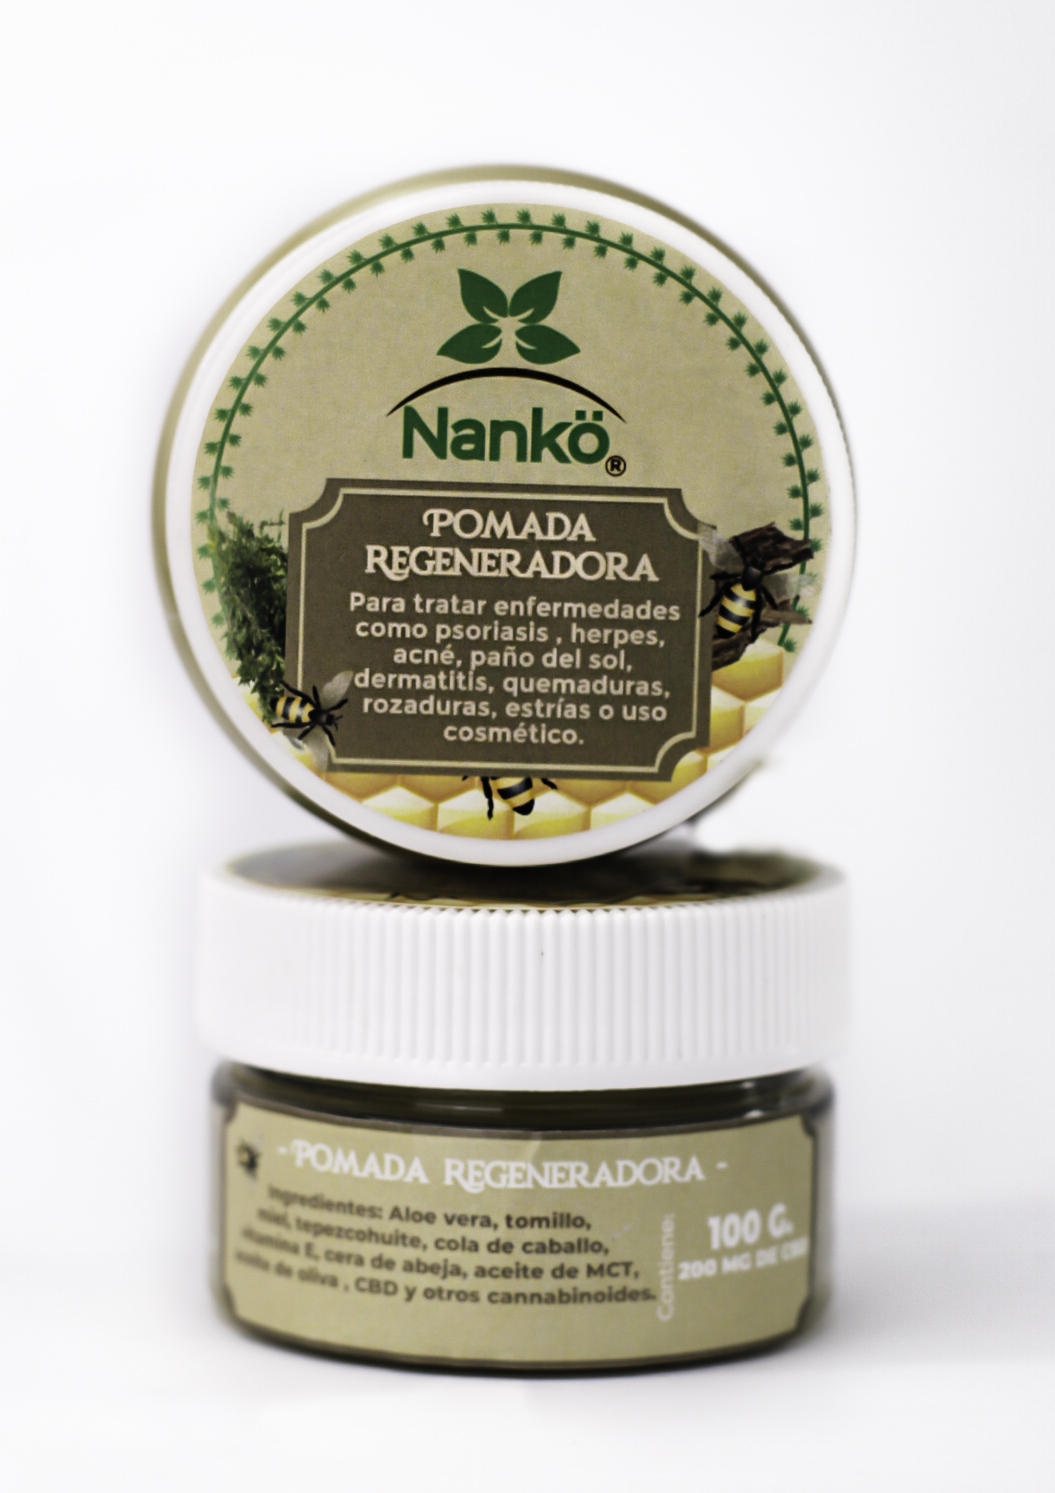 Nankö®
POMADA
REGENERADORA
Para tratar enfermedades
como psoriasis , herpes,
acné, paño del sol,
dermatitis, quemaduras,
rozaduras, estrías o uso
cosmético.
- POMADA REGENERADORA -
Ingredientes: Aloe vera, tomillo,
miel, tepezcohuite, cola de caballo,
vitamina E, cera de abeja, aceite de MCT,
aceite de oliva , CBD y otros cannabinoides.
Contiene:
100 G.
200 MG DE CBD